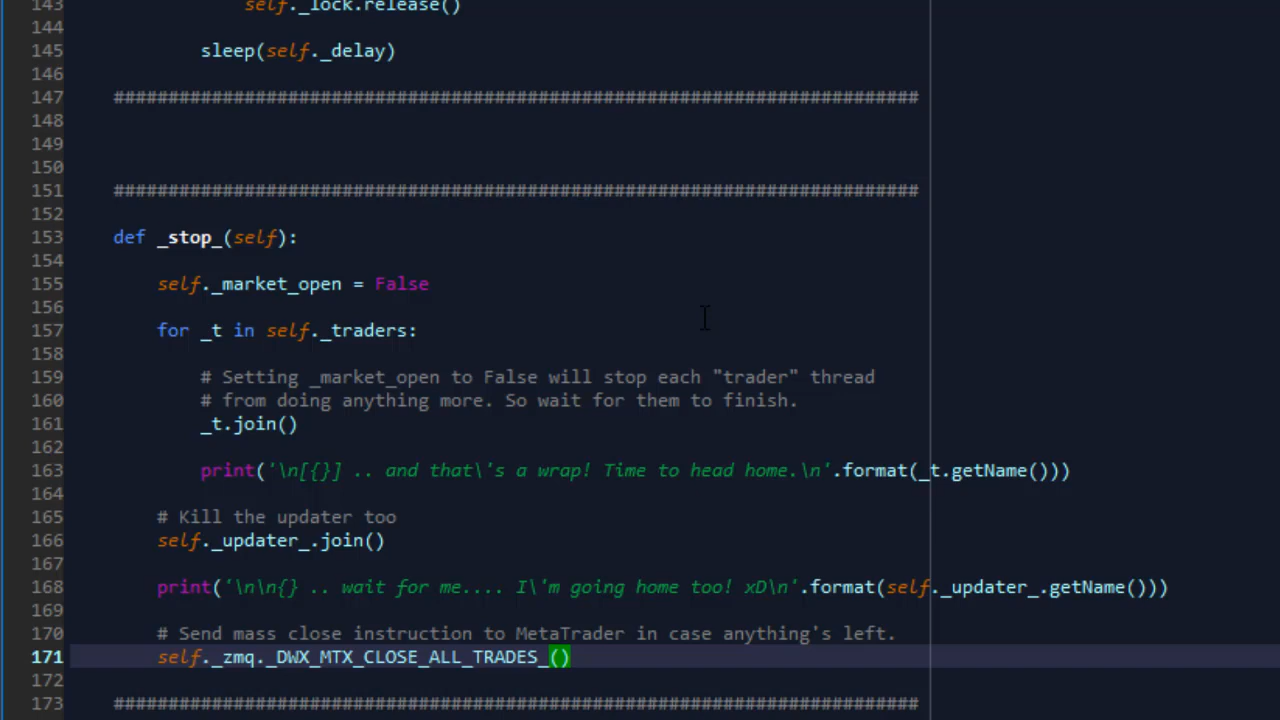 143 self._lock.release()
144
145 sleep(self._delay)
146
147 ##########################################################################
148
149
150
151 ##########################################################################
152
153 def _stop_(self):
154
155 self._market_open = False
156
157 for _t in self._traders:
158
159 # Setting _market_open to False will stop each "trader" thread
160 # from doing anything more. So wait for them to finish.
161 _t.join()
162
163 print('\n[{}] .. and that\'s a wrap! Time to head home.\n'.format(_t.getName()))
164
165 # Kill the updater too
166 self._updater_.join()
167
168 print('\n\n{} .. wait for me.... I\'m going home too! xD\n'.format(self._updater_.getName()))
169
170 # Send mass close instruction to MetaTrader in case anything's left.
171 self._zmq._DWX_MTX_CLOSE_ALL_TRADES_()
172
173 ##########################################################################